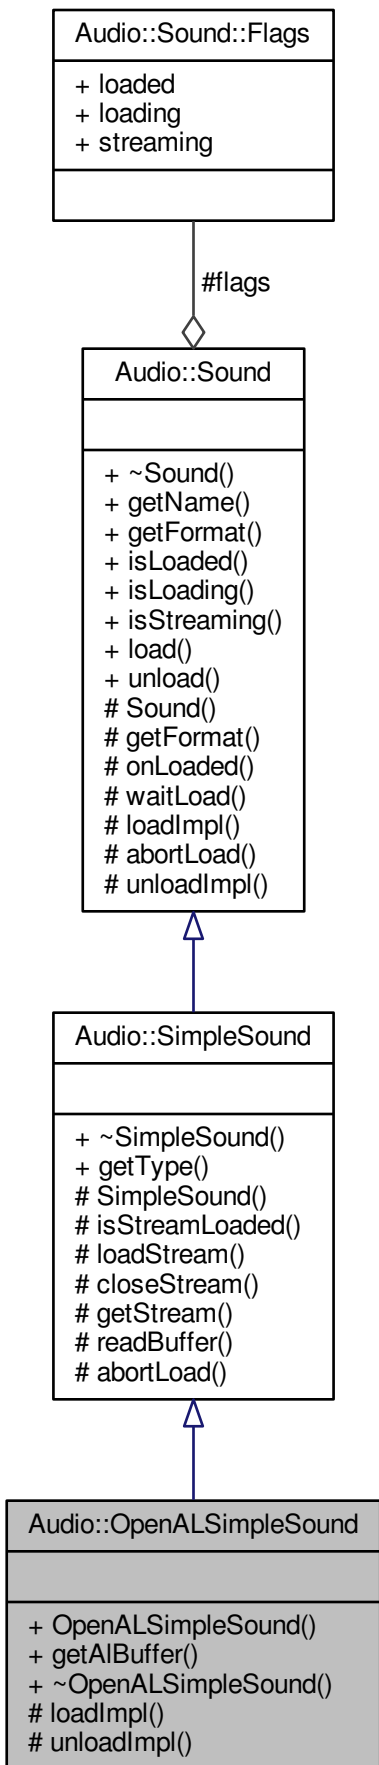 Audio::Sound::Flags
+ loaded
+ loading
+ streaming
#flags
Audio::Sound
+ ~Sound()
+ getName()
+ getFormat()
+ isLoaded()
+ isLoading()
+ isStreaming()
+ load()
+ unload()
# Sound()
# getFormat()
# onLoaded()
# waitLoad()
# loadImpl()
# abortLoad()
# unloadImpl()
Audio::SimpleSound
+ ~SimpleSound()
+ getType()
# SimpleSound()
# isStreamLoaded()
# loadStream()
# closeStream()
# getStream()
# readBuffer()
# abortLoad()
Audio::OpenALSimpleSound
+ OpenALSimpleSound()
+ getAlBuffer()
+ ~OpenALSimpleSound()
# loadImpl()
# unloadImpl()